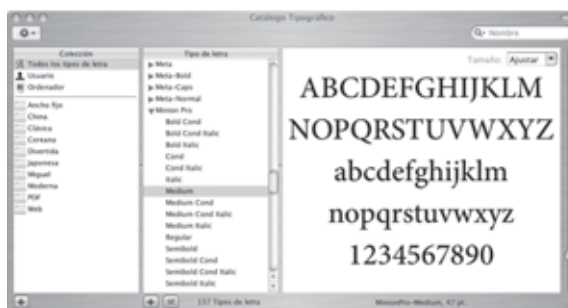 Catálogo Tipográfico
Nombre
Colección
Todos los tipos de letra
Usuario
Ordenador
Ancho fijo
China
Clásica
Coreana
Divertida
Japonesa
Miguel
Moderna
PDF
Web
Tipo de letra
Meta
Meta-Bold
Meta-Caps
Meta-Normal
Minion Pro
Bold Cond
Bold Cond Italic
Bold Italic
Cond
Cond Italic
Italic
Medium
Medium Cond
Medium Cond Italic
Medium Italic
Regular
Semibold
Semibold Cond
Semibold Cond Italic
Semibold Italic
137 Tipos de letra
Tamaño: Ajustar
ABCDEFGHIJKLM
NOPQRSTUVWXYZ
abcdefghijklm
nopqrstuvwxyz
1234567890
MinionPro-Medium, 47 pt.